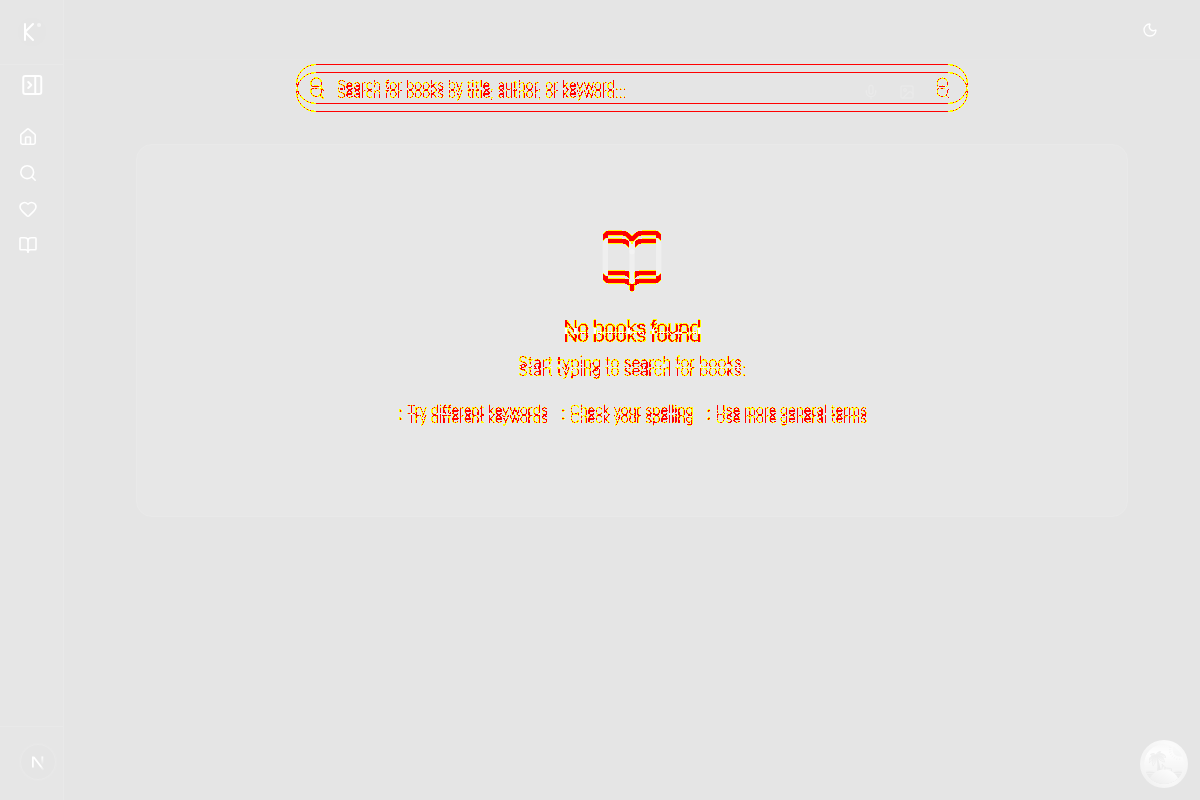 K
Search for books by title, author, or keyword...
No books found
Start typing to search for books.
• Try different keywords • Check your spelling • Use more general terms
N